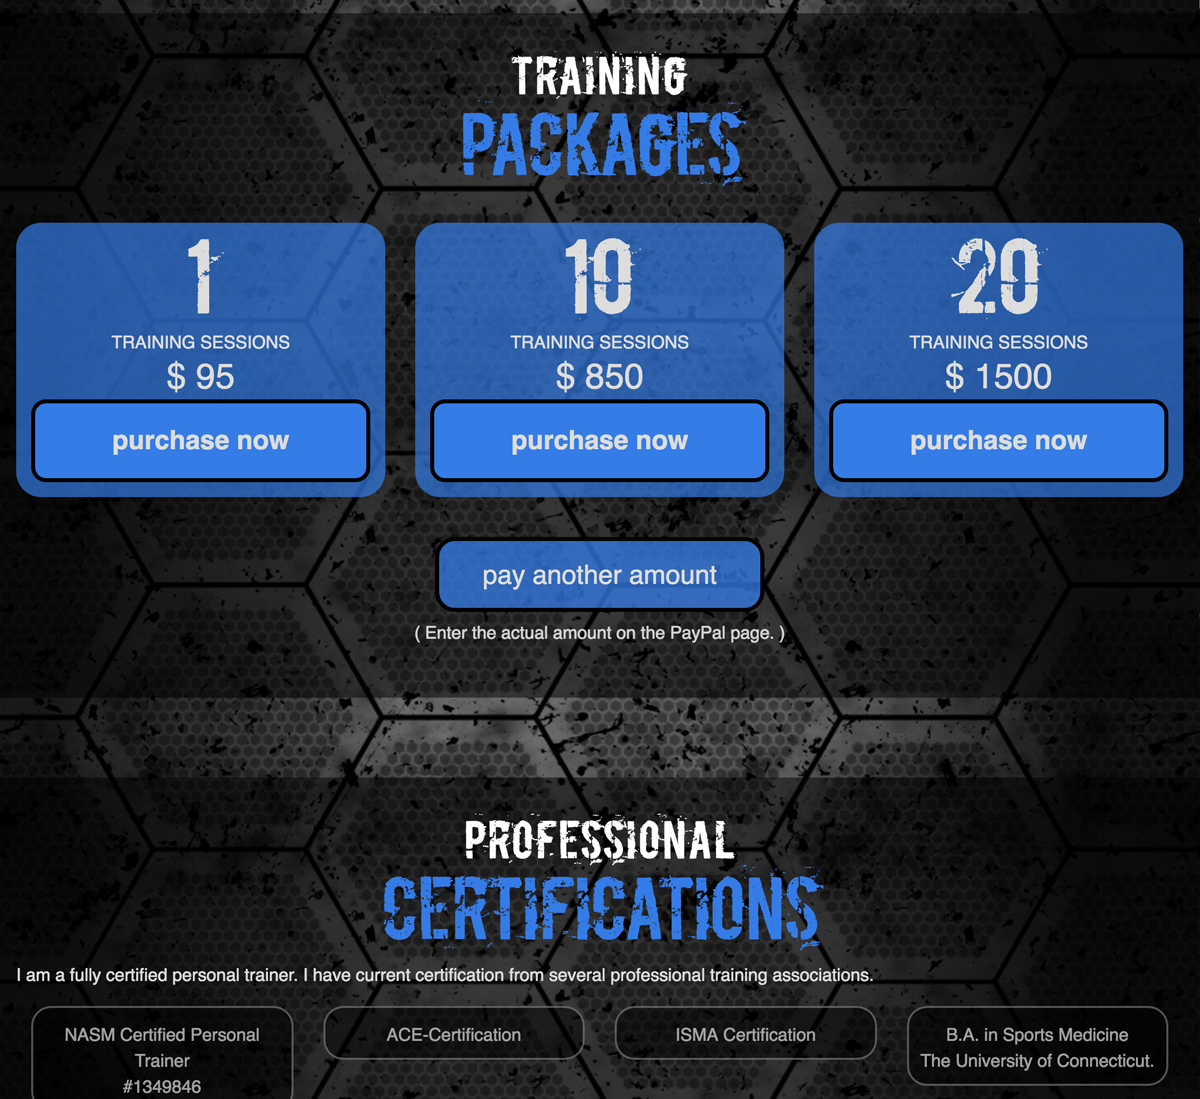 TRAINING
PACKAGES
1
TRAINING SESSIONS
$ 95
purchase now
10
TRAINING SESSIONS
$ 850
purchase now
20
TRAINING SESSIONS
$ 1500
purchase now
pay another amount
( Enter the actual amount on the PayPal page. )
PROFESSIONAL
CERTIFICATIONS
I am a fully certified personal trainer. I have current certification from several professional training associations.
NASM Certified Personal
Trainer
#1349846
ACE-Certification
ISMA Certification
B.A. in Sports Medicine
The University of Connecticut.